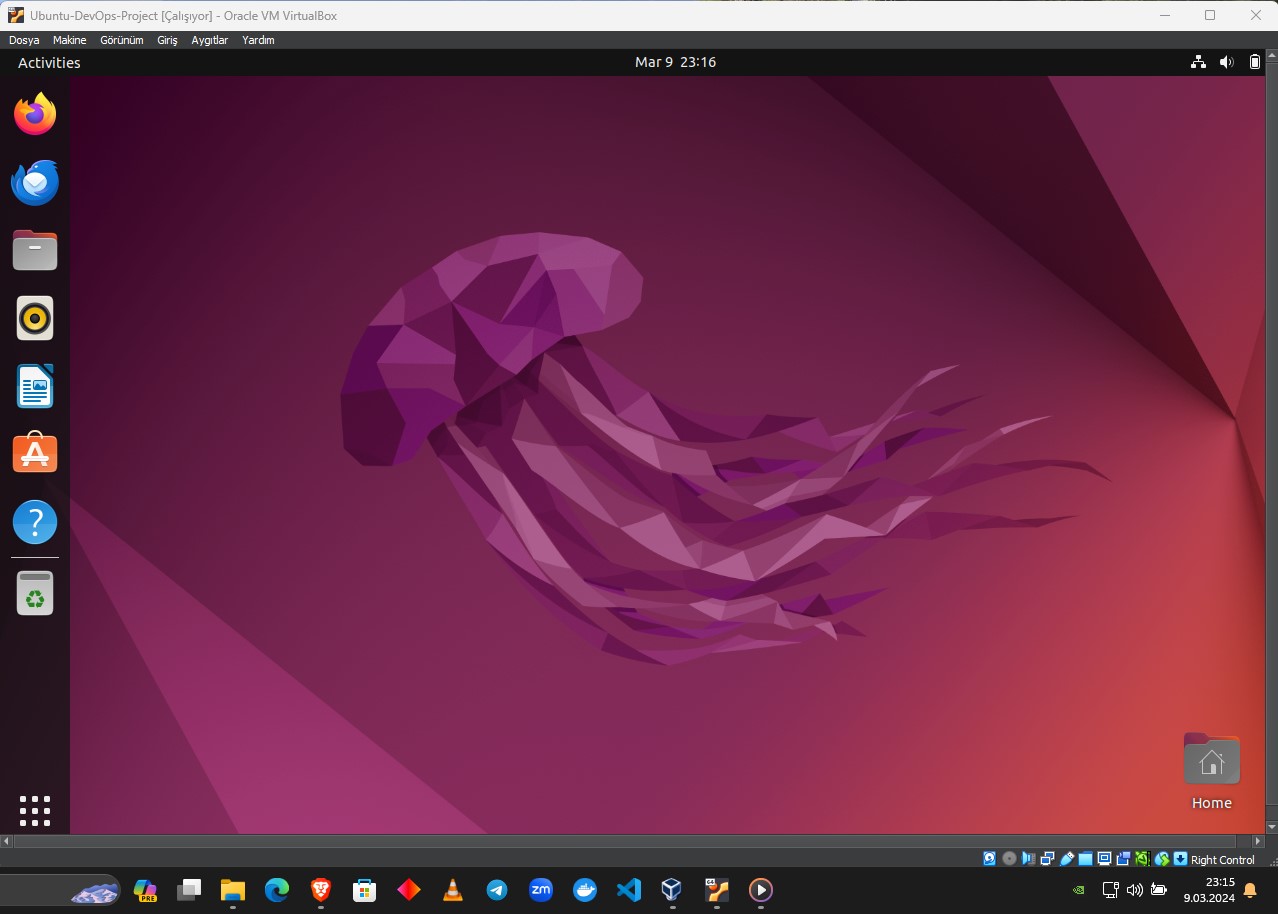 Ubuntu-DevOps-Project [Çalışıyor] - Oracle VM VirtualBox
Dosya Makine Görünüm Giriş Aygıtlar Yardım
Activities Mar 9 23:16
Home
Right Control
PRE zm 64 23:15
9.03.2024